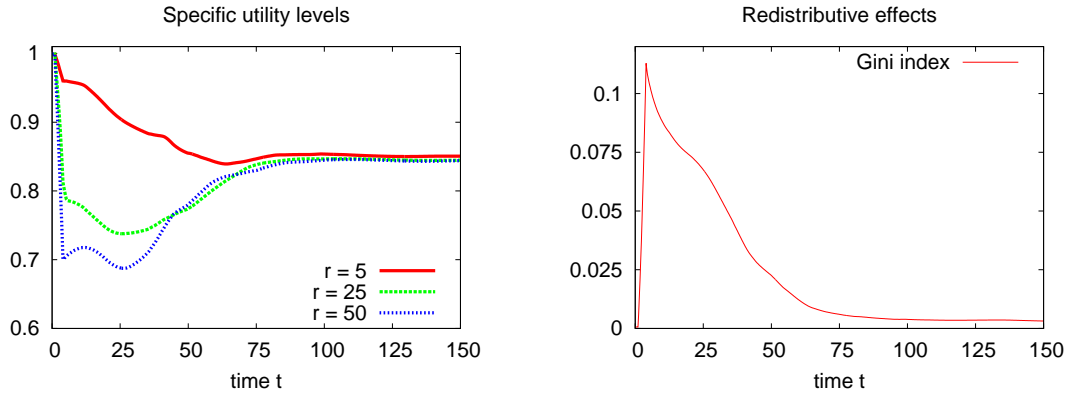 Specific utility levels
1
0.9
0.8
0.7
0.6
r = 5
r = 25
r = 50
0 25 50 75 100 125 150
time t
Redistributive effects
Gini index
0.1
0.075
0.05
0.025
0
0 25 50 75 100 125 150
time t